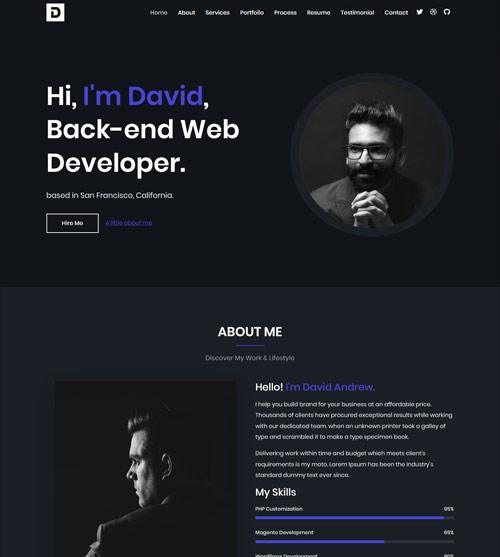 D
Home About Services Portfolio Process Resume Testimonial Contact
Hi, I'm David,
Back-end Web
Developer.
based in San Francisco, California.
Hire Me A little about me
ABOUT ME
Discover My Work & Lifestyle
Hello! I'm David Andrew.
I help you build brand for your business at an affordable price.
Thousands of clients have procured exceptional results while working
with our dedicated team. when an unknown printer took a galley of
type and scrambled it to make a type specimen book.
Delivering work within time and budget which meets client's
requirements is my moto. Lorem Ipsum has been the industry's
standard dummy text ever since.
My Skills
PHP Customization 95%
Magento Development 65%
WordPress Development 90%